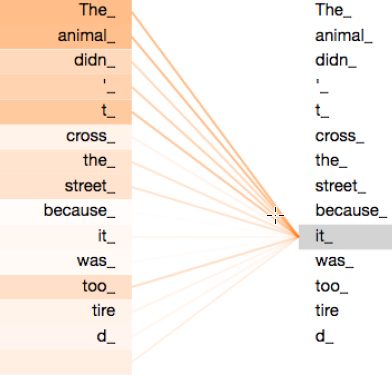 The_
animal_
didn_
'_
t_
cross_
the_
street_
because_
it_
was_
too_
tire
d_
The_
animal_
didn_
'_
t_
cross_
the_
street_
because_
it_
was_
too_
tire
d_